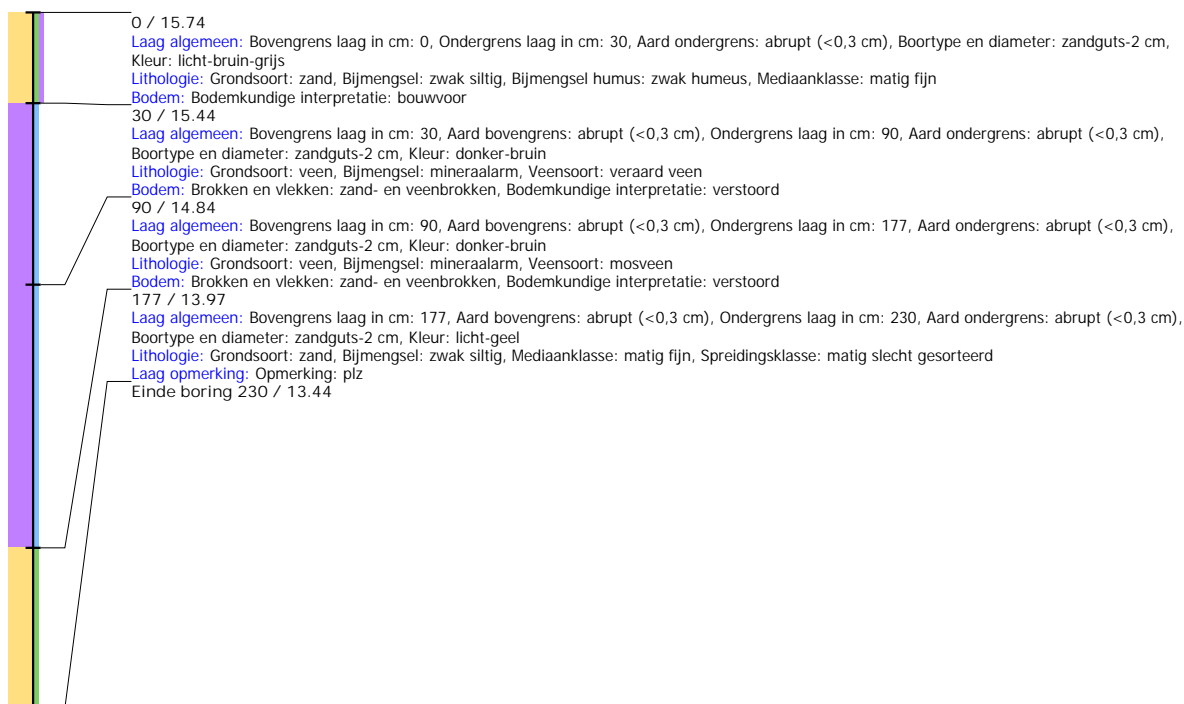 0 / 15.74
Laag algemeen: Bovengrens laag in cm: 0, Ondergrens laag in cm: 30, Aard ondergrens: abrupt (<0,3 cm), Boortype en diameter: zandguts-2 cm,
Kleur: licht-bruin-grijs
Lithologie: Grondsoort: zand, Bijmengsel: zwak siltig, Bijmengsel humus: zwak humeus, Mediaanklasse: matig fijn
Bodem: Bodemkundige interpretatie: bouwvoor
30 / 15.44
Laag algemeen: Bovengrens laag in cm: 30, Aard bovengrens: abrupt (<0,3 cm), Ondergrens laag in cm: 90, Aard ondergrens: abrupt (<0,3 cm),
Boortype en diameter: zandguts-2 cm, Kleur: donker-bruin
Lithologie: Grondsoort: veen, Bijmengsel: mineraalarm, Veensoort: veraard veen
Bodem: Brokken en vlekken: zand- en veenbrokken, Bodemkundige interpretatie: verstoord
90 / 14.84
Laag algemeen: Bovengrens laag in cm: 90, Aard bovengrens: abrupt (<0,3 cm), Ondergrens laag in cm: 177, Aard ondergrens: abrupt (<0,3 cm),
Boortype en diameter: zandguts-2 cm, Kleur: donker-bruin
Lithologie: Grondsoort: veen, Bijmengsel: mineraalarm, Veensoort: mosveen
Bodem: Brokken en vlekken: zand- en veenbrokken, Bodemkundige interpretatie: verstoord
177 / 13.97
Laag algemeen: Bovengrens laag in cm: 177, Aard bovengrens: abrupt (<0,3 cm), Ondergrens laag in cm: 230, Aard ondergrens: abrupt (<0,3 cm),
Boortype en diameter: zandguts-2 cm, Kleur: licht-geel
Lithologie: Grondsoort: zand, Bijmengsel: zwak siltig, Mediaanklasse: matig fijn, Spreidingsklasse: matig slecht gesorteerd
Laag opmerking: Opmerking: plz
Einde boring 230 / 13.44